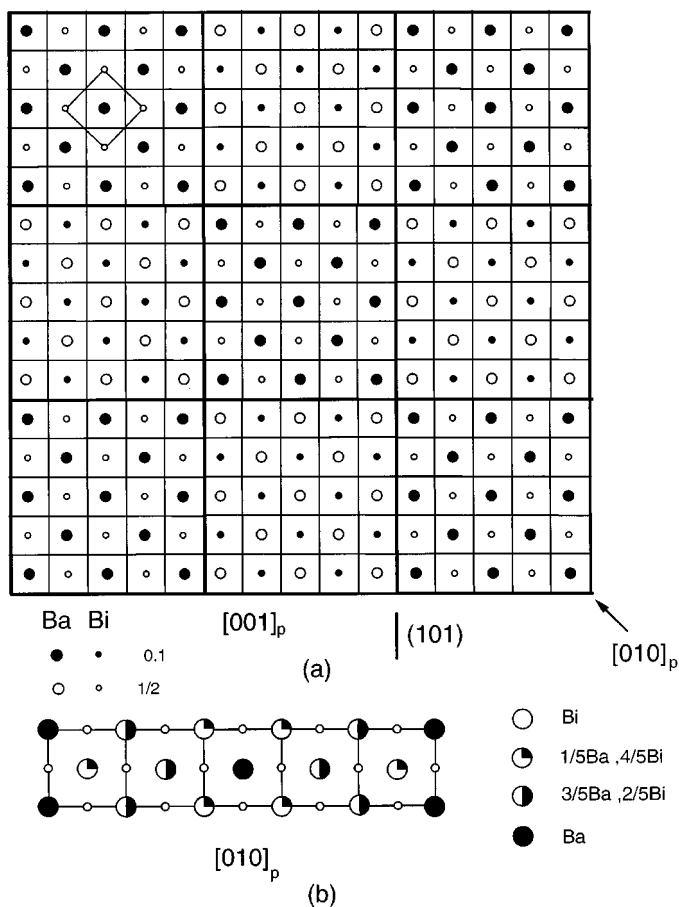 Ba Bi
0.1
1/2
[001]p
(101)
[010]p
(a)
Bi
1/5Ba ,4/5Bi
3/5Ba ,2/5Bi
Ba
[010]p
(b)